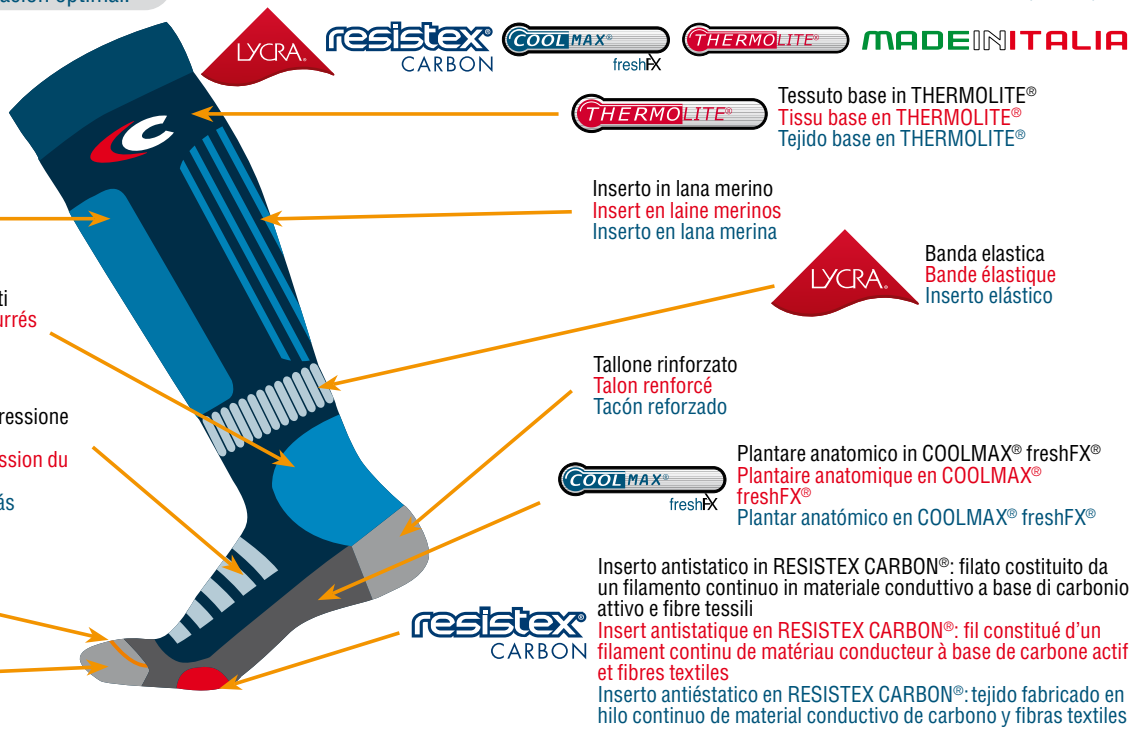 LYCRA®
resistex®
CARBON
COOLMAX®
freshFX
THERMOLITE®
MADEINITALIA
THERMOLITE®
Tessuto base in THERMOLITE®
Tissu base en THERMOLITE®
Tejido base en THERMOLITE®
Inserto in lana merino
Insert en laine merinos
Inserto en lana merina
LYCRA®
Banda elastica
Bande élastique
Inserto elástico
ti
urrés
Tallone rinforzato
Talon renforcé
Tacón reforzado
ressione
ssion du
ás
COOLMAX®
freshFX
Plantare anatomico in COOLMAX® freshFX®
Plantaire anatomique en COOLMAX®
freshFX®
Plantar anatómico en COOLMAX® freshFX®
resistex®
CARBON
Inserto antistatico in RESISTEX CARBON®: filato costituito da
un filamento continuo in materiale conduttivo a base di carbonio
attivo e fibre tessili
Insert antistatique en RESISTEX CARBON®: fil constitué d'un
filament continu de matériau conducteur à base de carbone actif
et fibres textiles
Inserto antiéstatico en RESISTEX CARBON®: tejido fabricado en
hilo continuo de material conductivo de carbono y fibras textiles